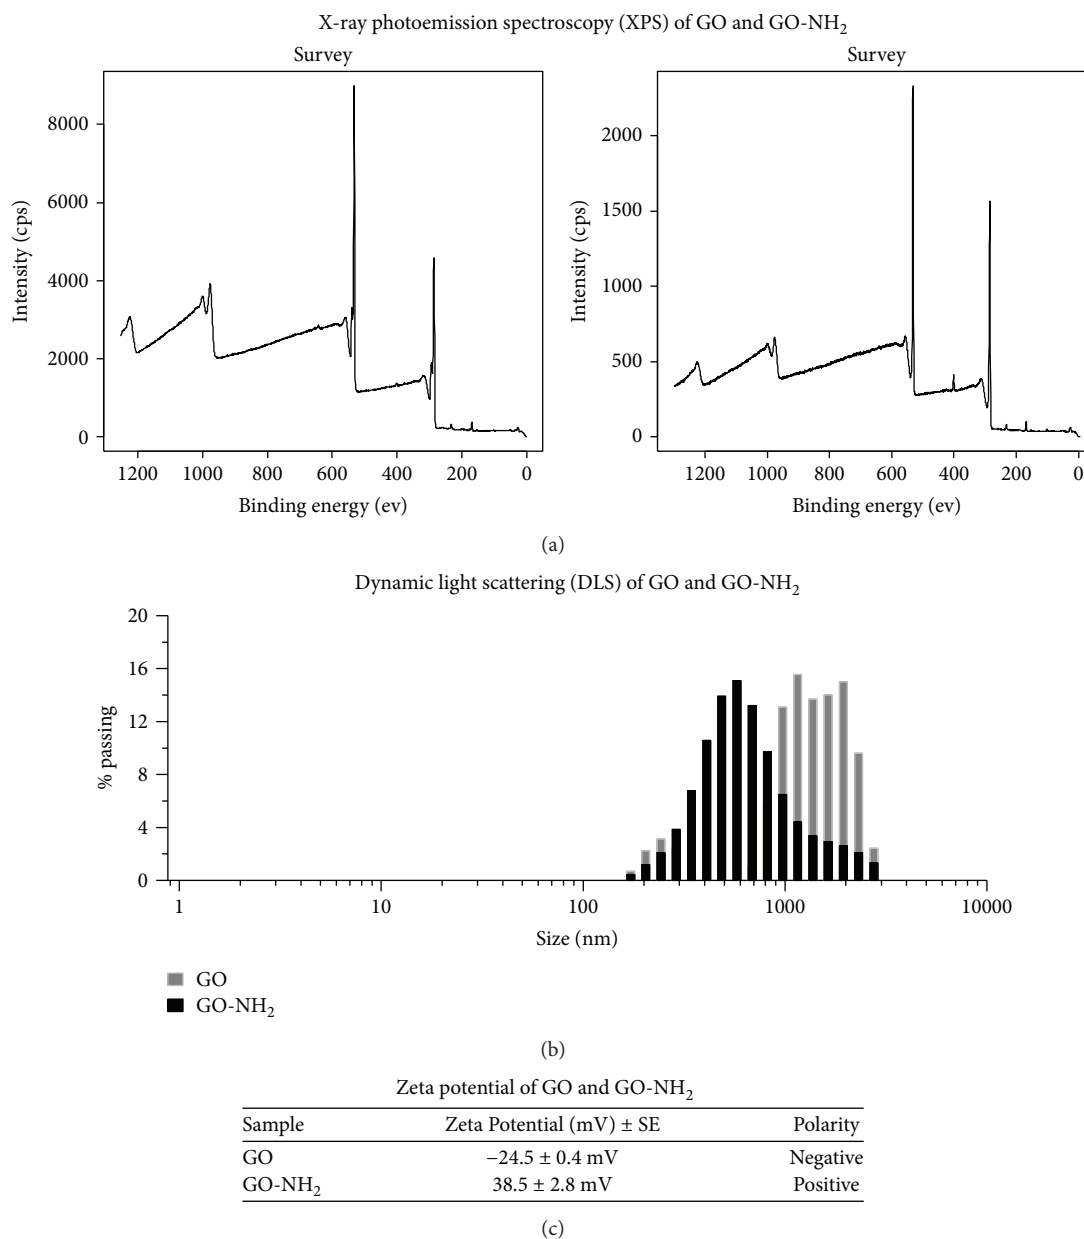 X-ray photoemission spectroscopy (XPS) of GO and GO-NH₂
Survey
Survey
8000
6000
4000
2000
0
Intensity (cps)
1200 1000 800 600 400 200 0
Binding energy (ev)
2000
1500
1000
500
0
Intensity (cps)
1200 1000 800 600 400 200 0
Binding energy (ev)
(a)
Dynamic light scattering (DLS) of GO and GO-NH₂
20
16
12
8
4
0
% passing
1 10 100 1000 10000
Size (nm)
GO
GO-NH₂
(b)
Zeta potential of GO and GO-NH₂
Sample Zeta Potential (mV) ± SE Polarity
GO −24.5 ± 0.4 mV Negative
GO-NH₂ 38.5 ± 2.8 mV Positive
(c)